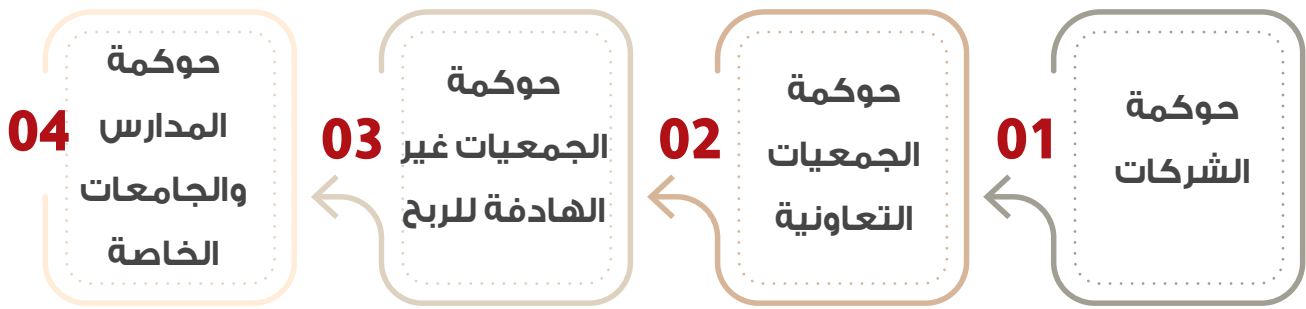 01
حوكمة
الشركات
02
حوكمة
الجمعيات
التعاونية
03
حوكمة
الجمعيات غير
الهادفة للربح
04
حوكمة
المدارس
والجامعات
الخاصة